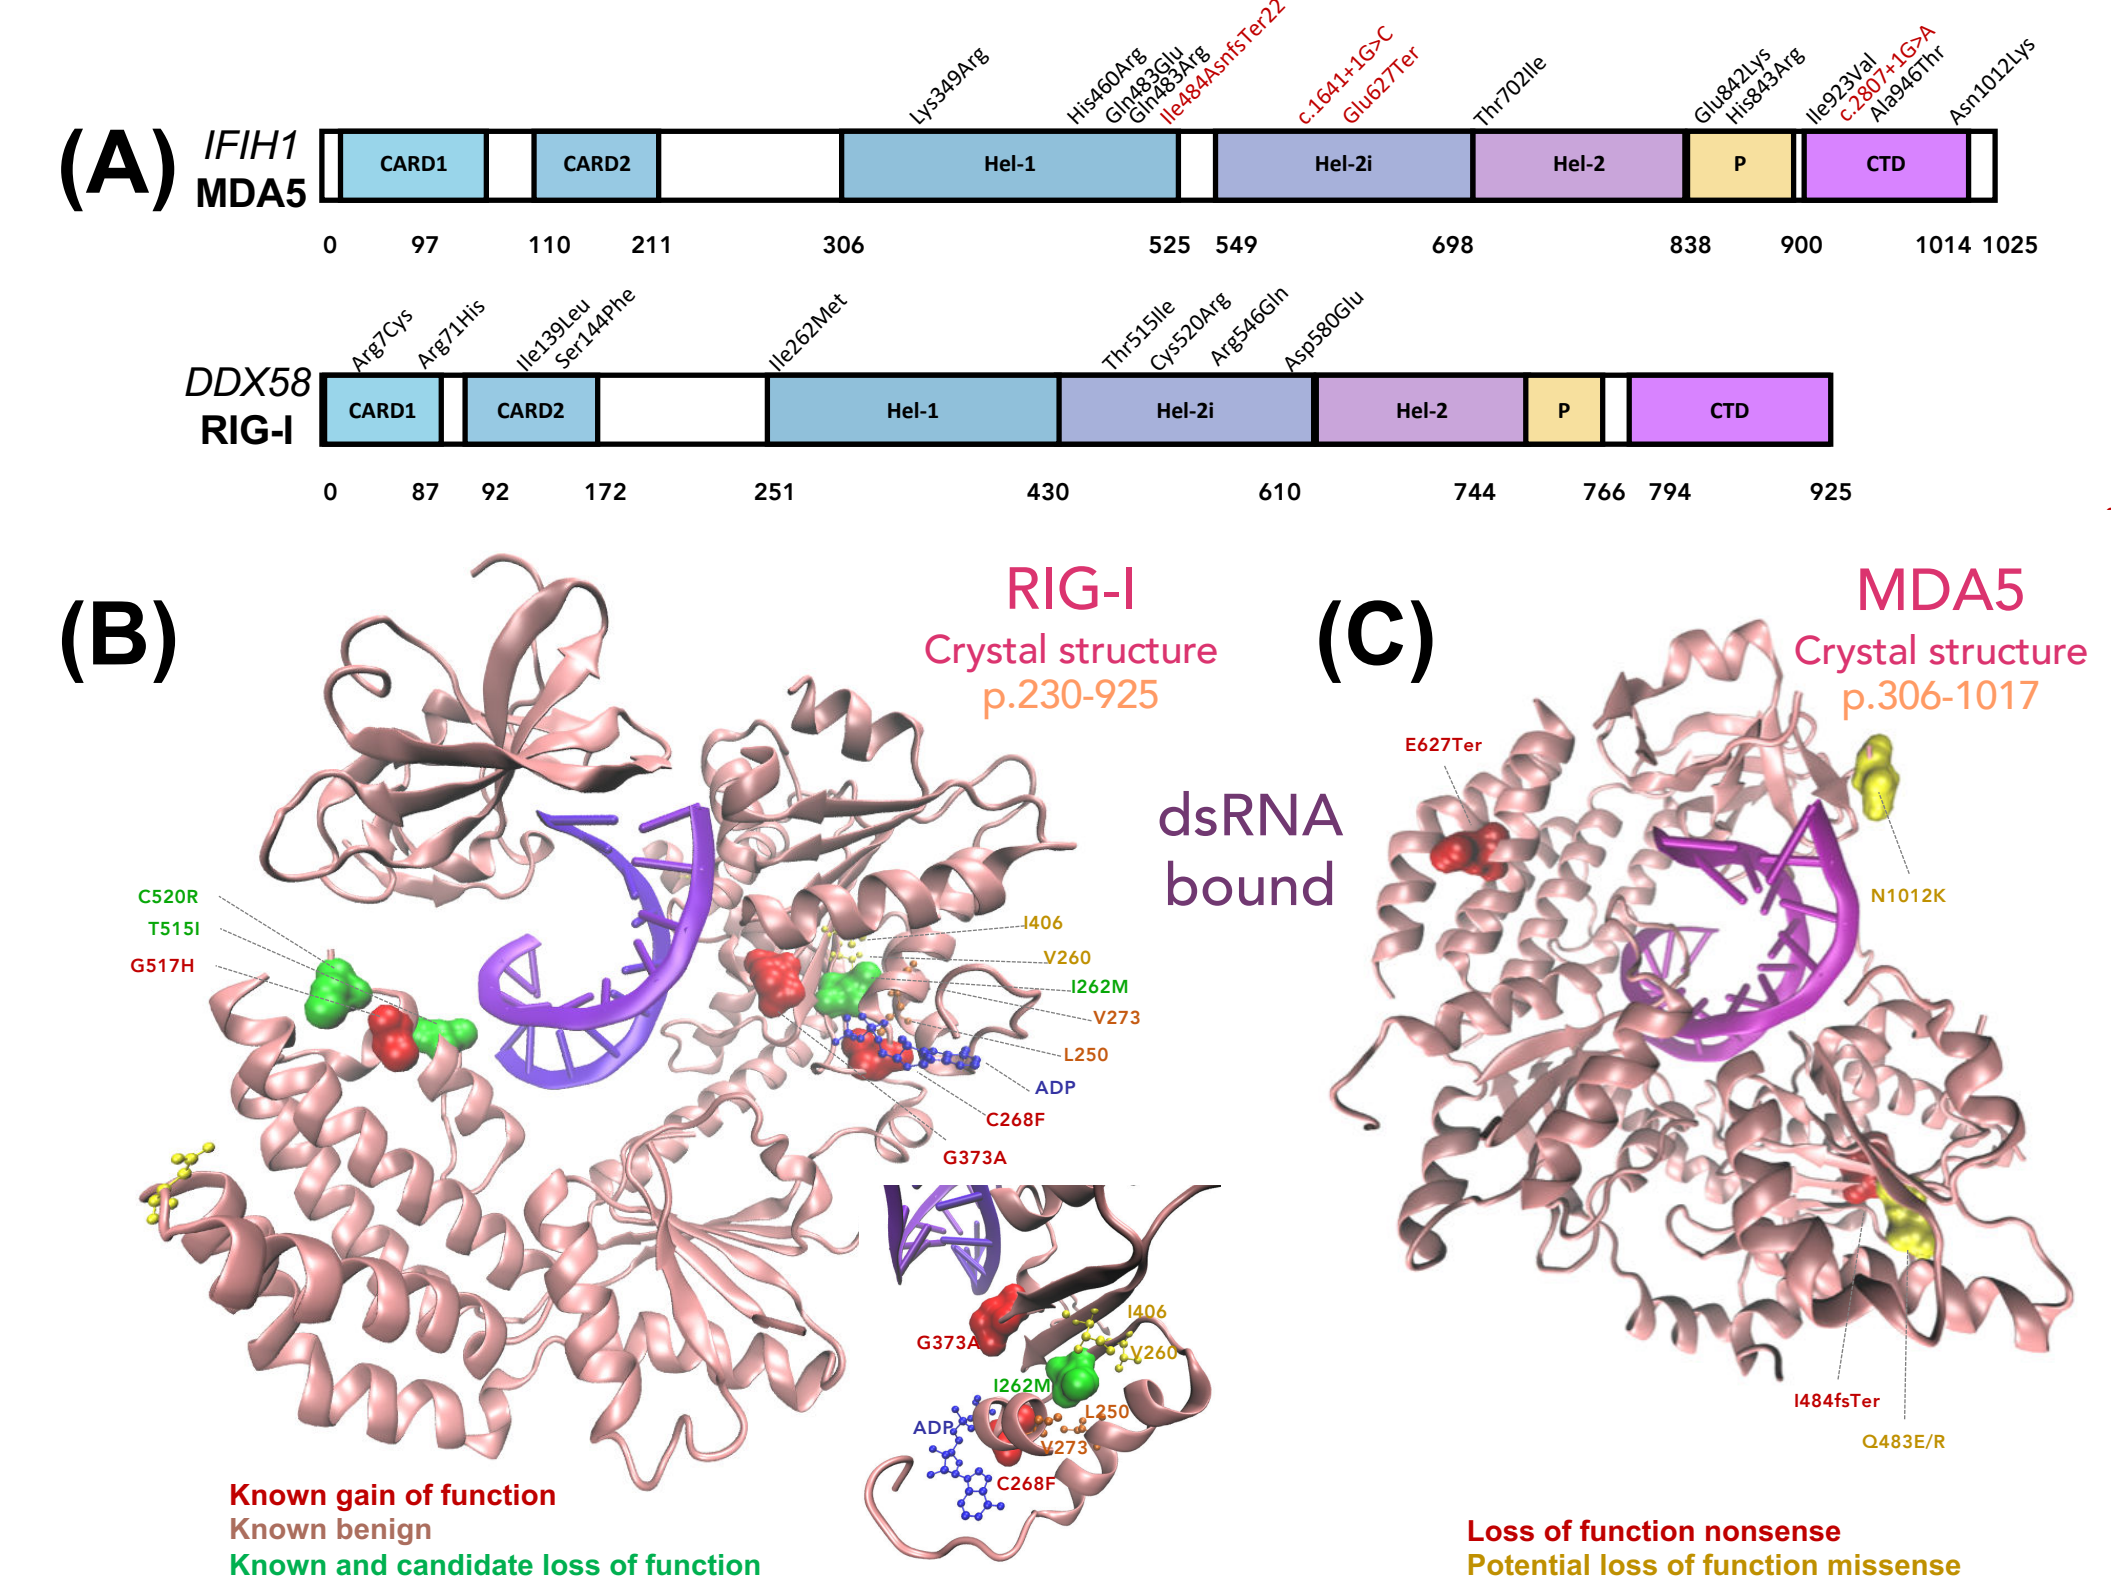 (A)
IFIH1
MDA5
Lys349Arg
His460Arg
Gln483Glu
Gln483Arg
Ile484AsnfsTer22
c.1641+1G>C
Glu627Ter
Thr702Ile
Glu842Lys
His843Arg
Ile923Val
c.2807+1G>A
Ala946Thr
Asn1012Lys
CARD1 CARD2 Hel-1 Hel-2i Hel-2 P CTD
0 97 110 211 306 525 549 698 838 900 1014 1025
Arg7Cys
Arg71His
Ile139Leu
Ser144Phe
Ile262Met
Thr515Ile
Cys520Arg
Arg546Gln
Asp580Glu
DDX58
RIG-I
CARD1 CARD2 Hel-1 Hel-2i Hel-2 P CTD
0 87 92 172 251 430 610 744 766 794 925
(B)
RIG-I
Crystal structure
p.230-925
C520R
T515I
G517H
I406
V260
I262M
V273
L250
ADP
C268F
G373A
I406
G373A
V260
I262M
L250
ADP
V273
C268F
Known gain of function
Known benign
Known and candidate loss of function
dsRNA
bound
(C)
MDA5
Crystal structure
p.306-1017
E627Ter
N1012K
I484fsTer
Q483E/R
Loss of function nonsense
Potential loss of function missense